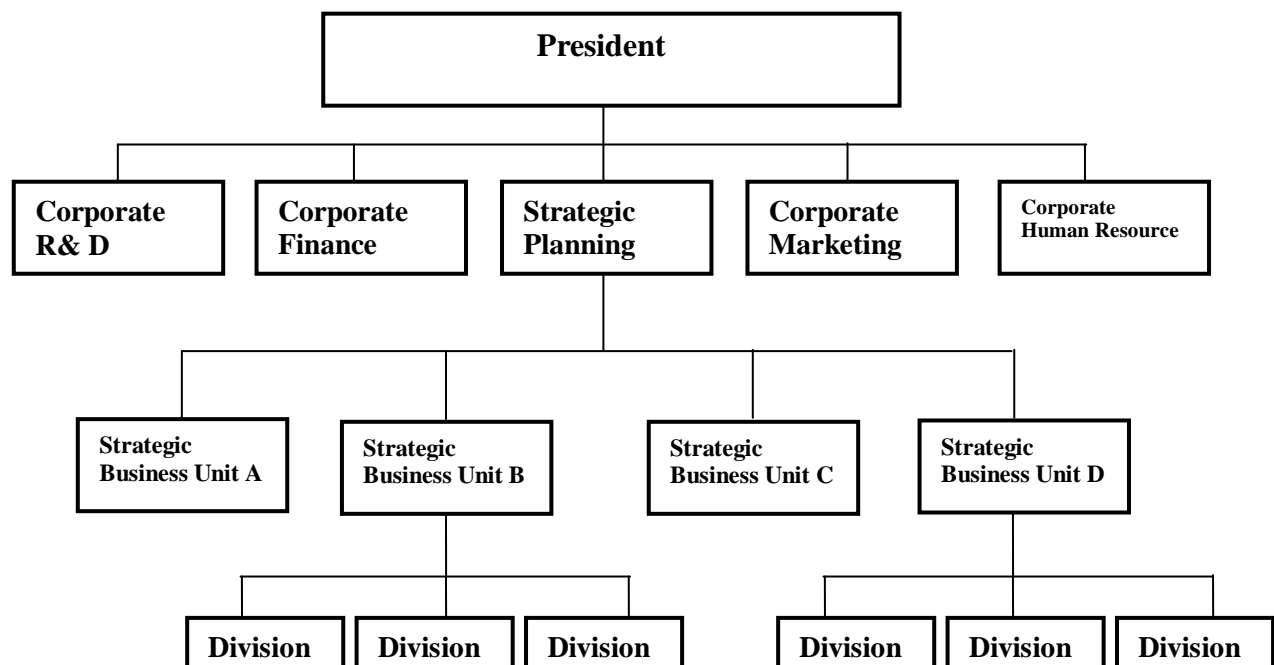 President
Corporate
R& D
Corporate
Finance
Strategic
Planning
Corporate
Marketing
Corporate
Human Resource
Strategic
Business Unit A
Strategic
Business Unit B
Strategic
Business Unit C
Strategic
Business Unit D
Division
Division
Division
Division
Division
Division